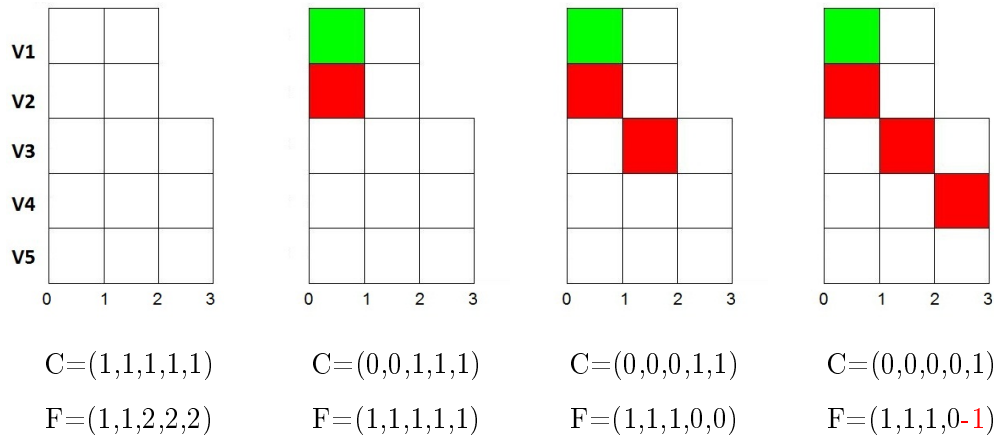 V1
V2
V3
V4
V5
0 1 2 3
0 1 2 3
0 1 2 3
0 1 2 3
C=(1,1,1,1,1) C=(0,0,1,1,1) C=(0,0,0,1,1) C=(0,0,0,0,1)
F=(1,1,2,2,2) F=(1,1,1,1,1) F=(1,1,1,0,0) F=(1,1,1,0-1)